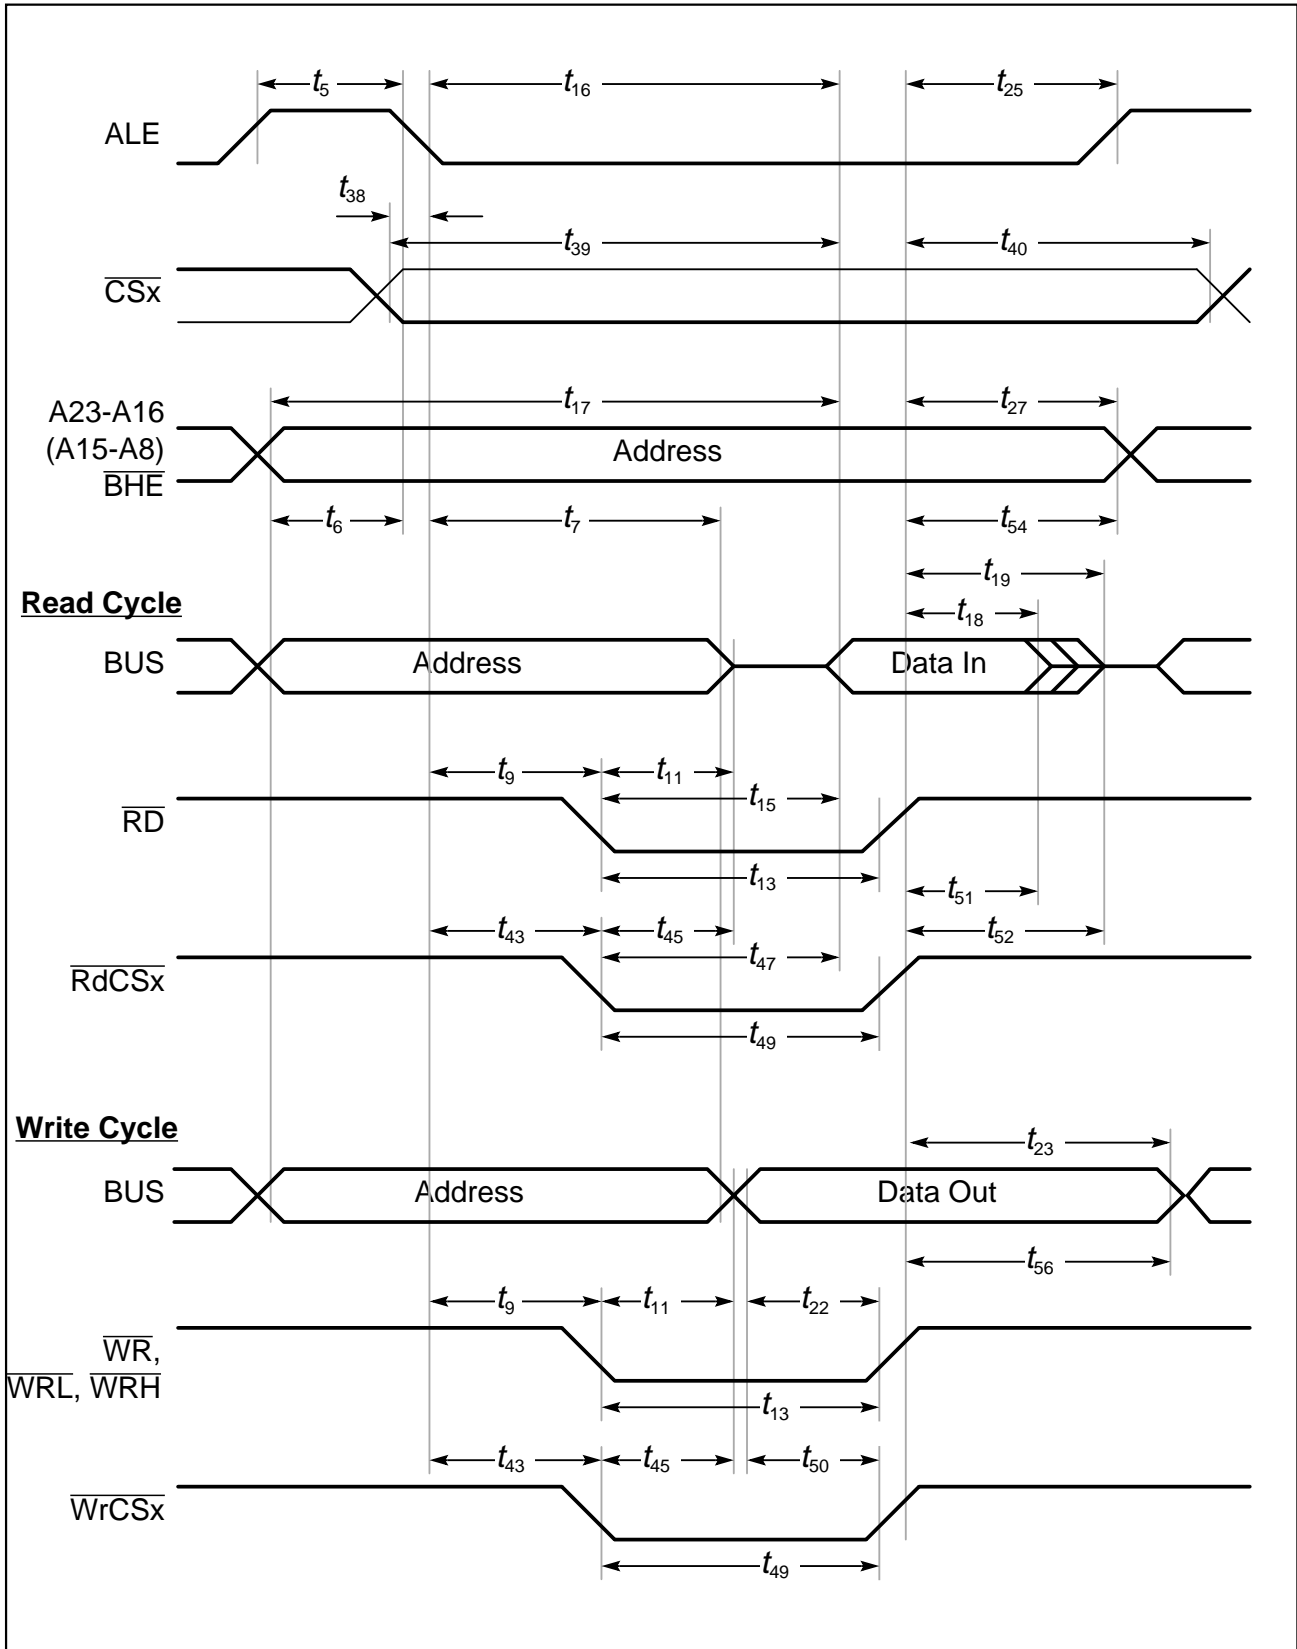 t5
t16
t25
ALE
t38
t39
t40
CSx
A23-A16
(A15-A8)
BHE
t17
t27
Address
t6
t7
t54
t19
Read Cycle
t18
BUS
Address
Data In
t9
t11
t15
RD
t13
t51
t43
t45
t52
t47
RdCSx
t49
Write Cycle
t23
BUS
Address
Data Out
t56
t9
t11
t22
WR,
WRL, WRH
t13
t43
t45
t50
WrCSx
t49